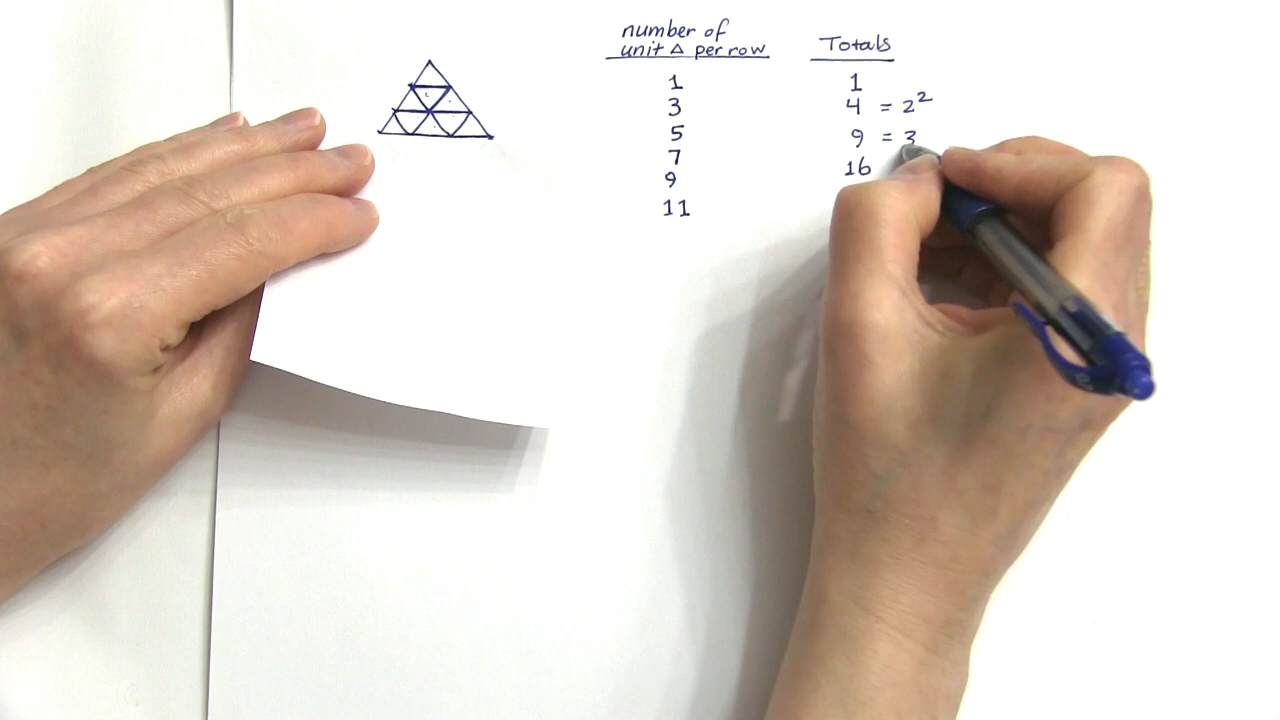 number of
unit △ per row
Totals
1
1
3
4 = 2²
5
9 = 3
7
16
9
11